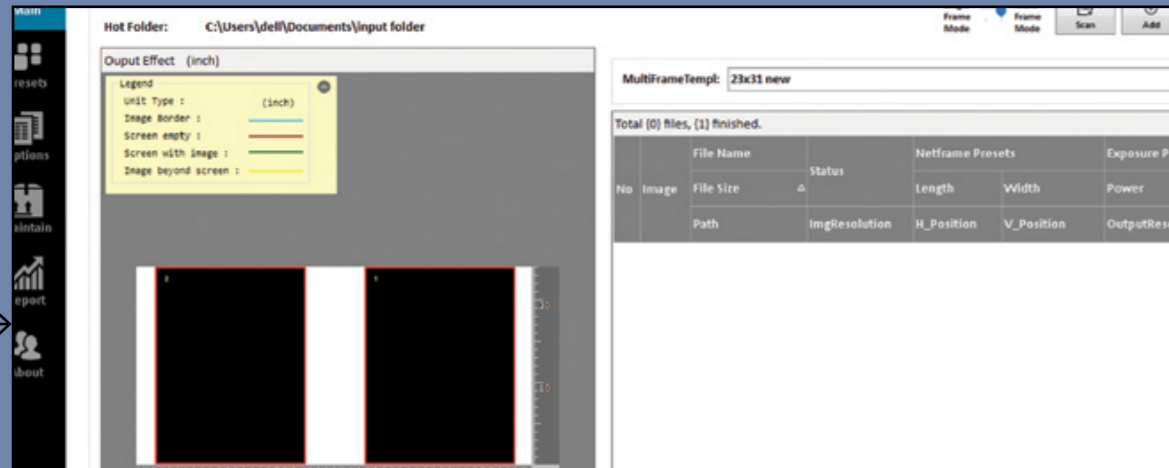 Main
Hot Folder: C:\Users\dell\Documents\input folder
Frame
Mode
Frame
Mode
Scan
Add
resets
ptions
aintain
eport
bout
Ouput Effect (inch)
Legend
Unit Type : (inch)
Image Border :
Screen empty :
Screen with image :
Image beyond screen :
2
1
MultiFrameTempl: 23x31 new
Total {0} files, {1} finished.
No Image File Name Status Netframe Presets Exposure P
File Size Length Width Power
Path ImgResolution H_Position V_Position OutputRes